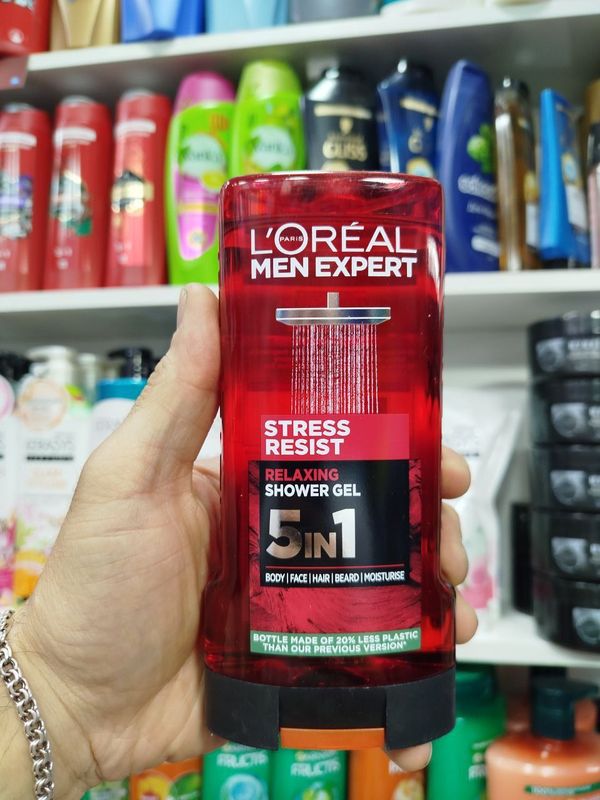 L'ORÉAL
PARIS
MEN EXPERT
STRESS
RESIST
RELAXING
SHOWER GEL
5IN1
BODY | FACE | HAIR | BEARD | MOISTURISE
BOTTLE MADE OF 20% LESS PLASTIC
THAN OUR PREVIOUS VERSION*
GLISS
FRUCTIS